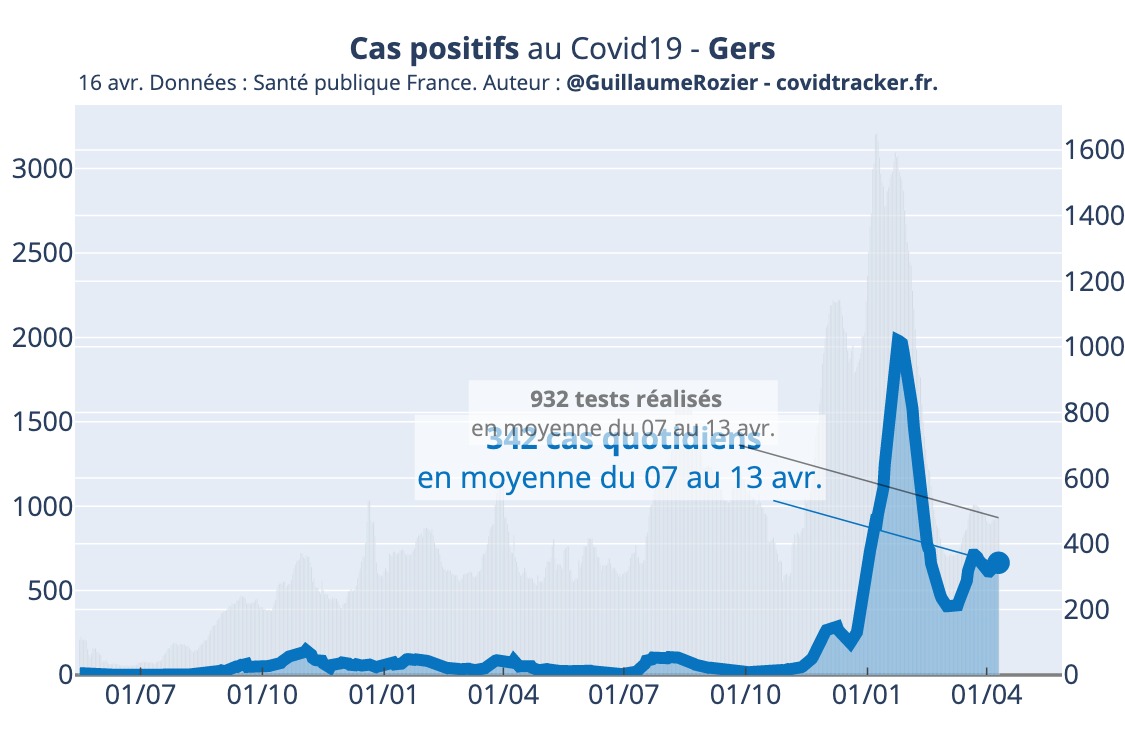 Cas positifs au Covid19 - Gers
16 avr. Données : Santé publique France. Auteur : @GuillaumeRozier - covidtracker.fr.
3000
2500
2000
1500
1000
500
0
1600
1400
1200
1000
800
600
400
200
0
932 tests réalisés
en moyenne du 07 au 13 avr.
342 cas quotidiens
en moyenne du 07 au 13 avr.
01/07 01/10 01/01 01/04 01/07 01/10 01/01 01/04